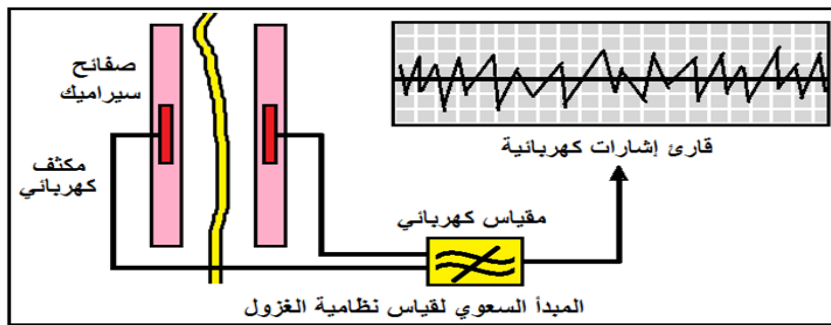 صفائح
سيراميك
مكثف
كهربائي
قارئ إشارات كهربائية
مقياس كهربائي
المبدأ السعوي لقياس نظامية الغزول